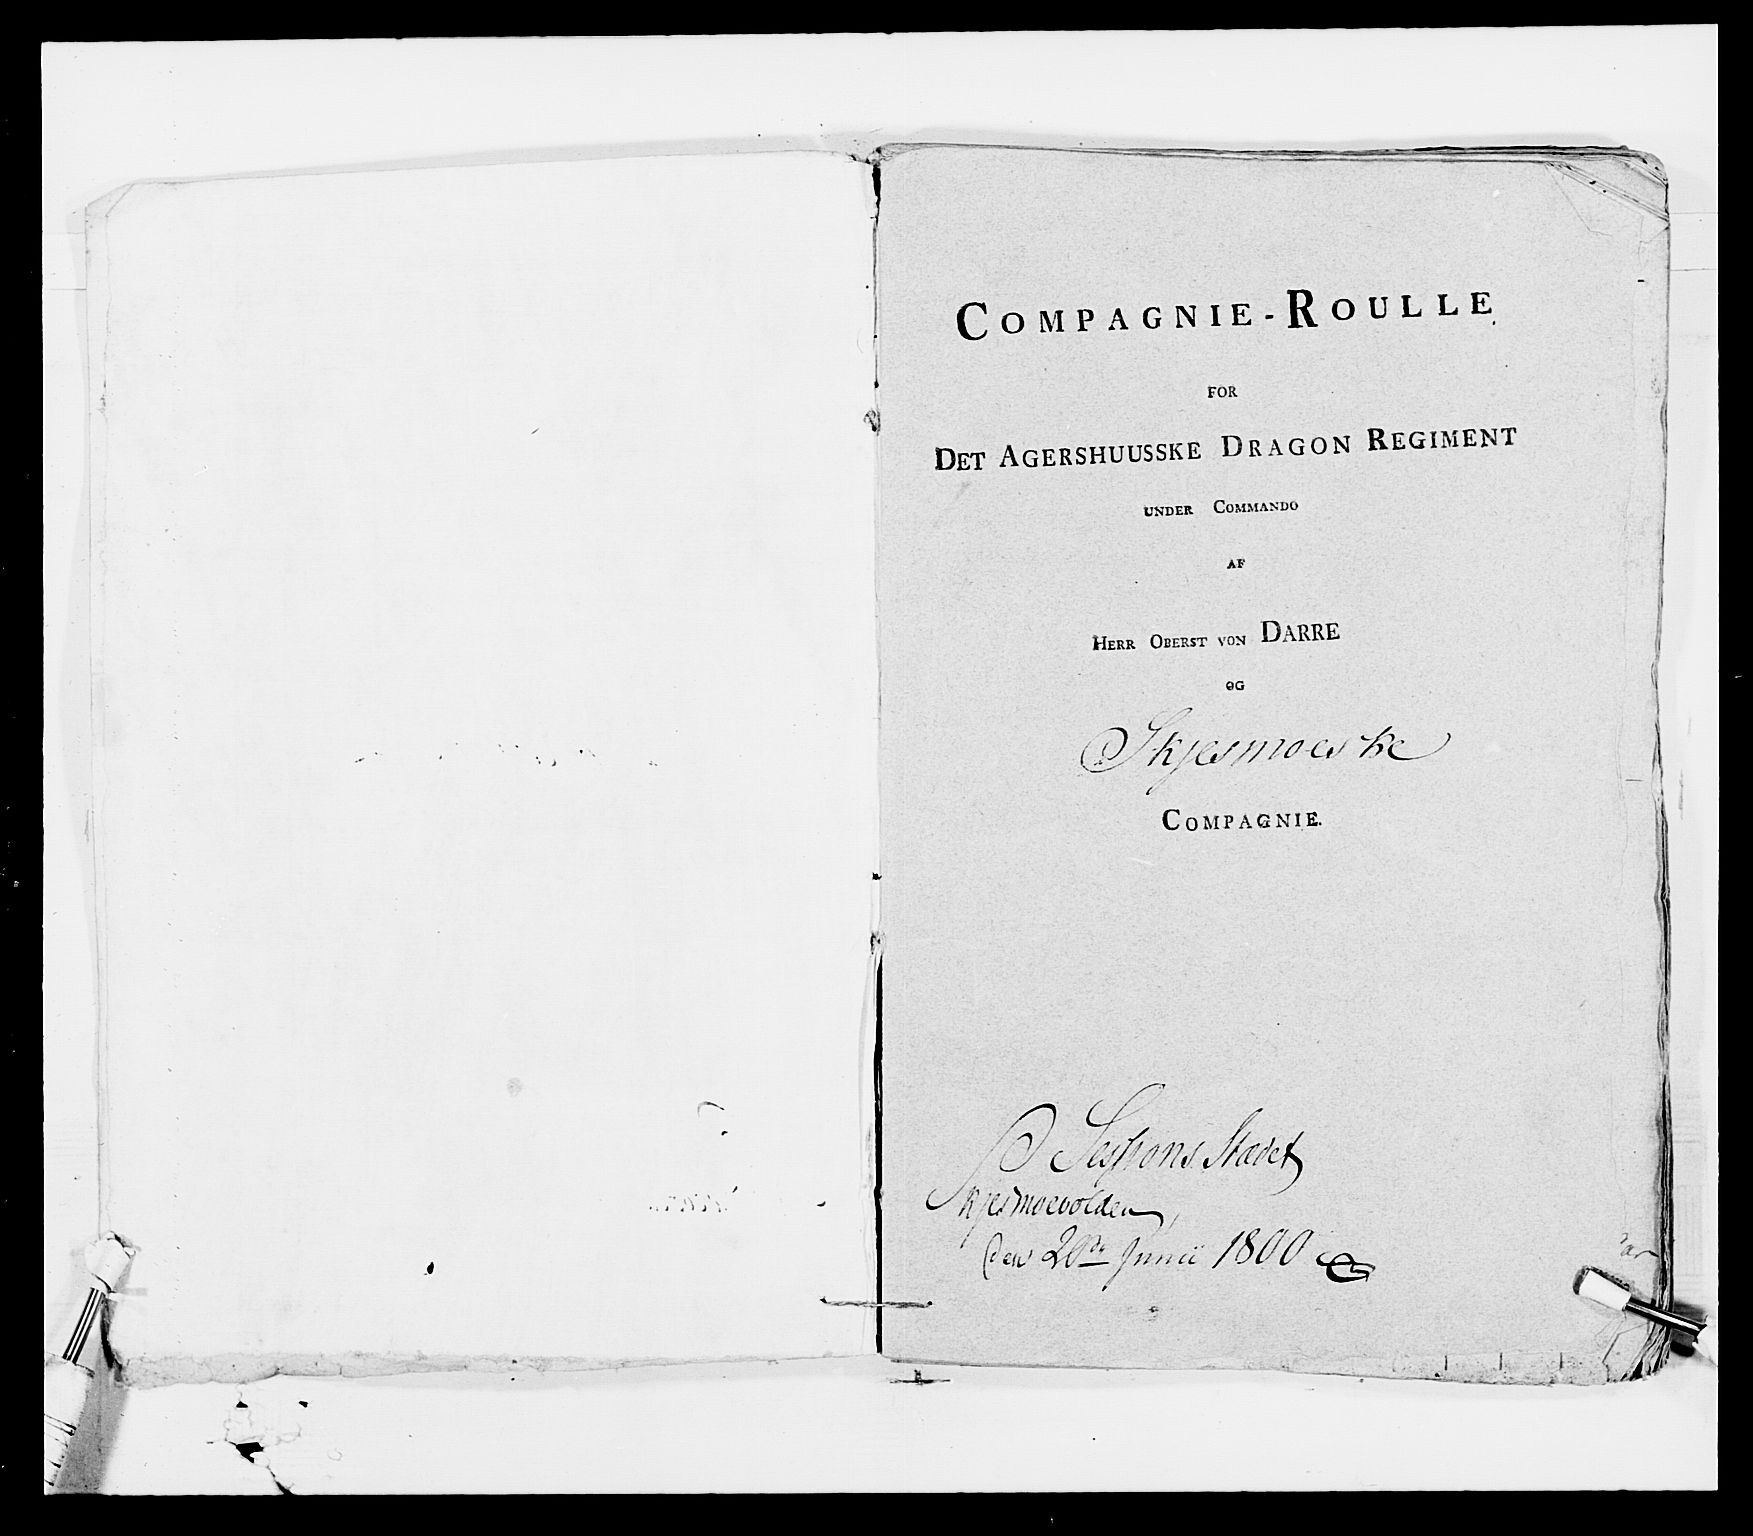 COMPAGNIE-ROULLE
FOR
DET AGERSHUUSSKE DRAGON REGIMENT
UNDER COMMANDO
AF
HERR OBERST VON DARRE
OG
Skjesmoeske
COMPAGNIE.
Sessions Stædet
Skjesmoevolden,
den 20de Junii 1800